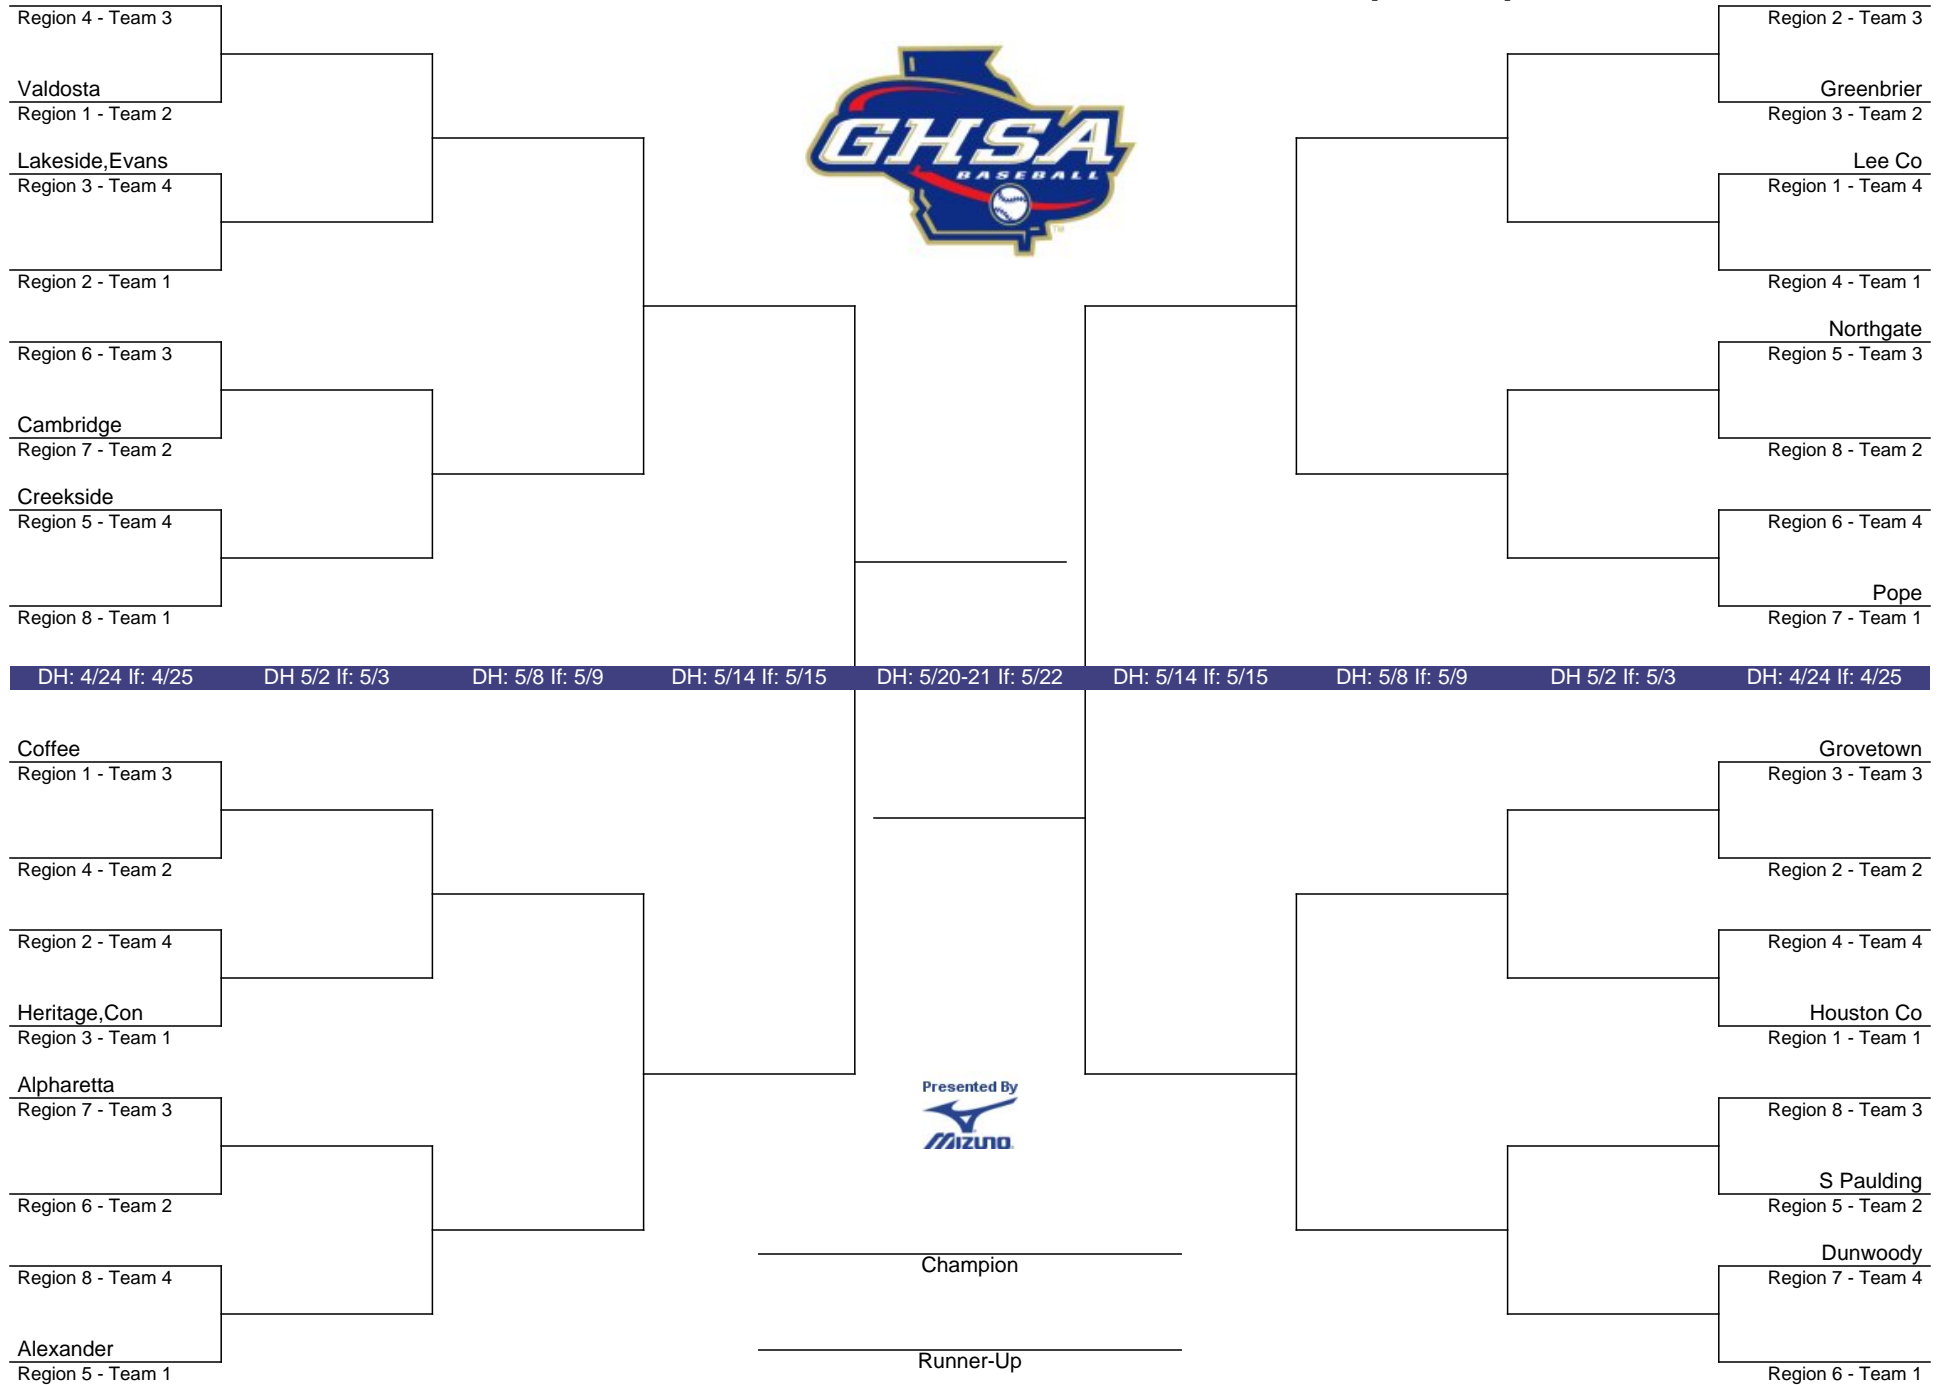 Region 4 - Team 3
Valdosta
Region 1 - Team 2
Lakeside,Evans
Region 3 - Team 4
Region 2 - Team 1
Region 6 - Team 3
Cambridge
Region 7 - Team 2
Creekside
Region 5 - Team 4
Region 8 - Team 1
GHSA
BASEBALL
TM
Region 2 - Team 3
Greenbrier
Region 3 - Team 2
Lee Co
Region 1 - Team 4
Region 4 - Team 1
Northgate
Region 5 - Team 3
Region 8 - Team 2
Region 6 - Team 4
Pope
Region 7 - Team 1
DH: 4/24 If: 4/25 DH 5/2 If: 5/3 DH: 5/8 If: 5/9 DH: 5/14 If: 5/15 DH: 5/20-21 If: 5/22 DH: 5/14 If: 5/15 DH: 5/8 If: 5/9 DH 5/2 If: 5/3 DH: 4/24 If: 4/25
Coffee
Region 1 - Team 3
Region 4 - Team 2
Region 2 - Team 4
Heritage,Con
Region 3 - Team 1
Alpharetta
Region 7 - Team 3
Region 6 - Team 2
Region 8 - Team 4
Alexander
Region 5 - Team 1
Presented By
MIZUNO
Champion
Runner-Up
Grovetown
Region 3 - Team 3
Region 2 - Team 2
Region 4 - Team 4
Houston Co
Region 1 - Team 1
Region 8 - Team 3
S Paulding
Region 5 - Team 2
Dunwoody
Region 7 - Team 4
Region 6 - Team 1